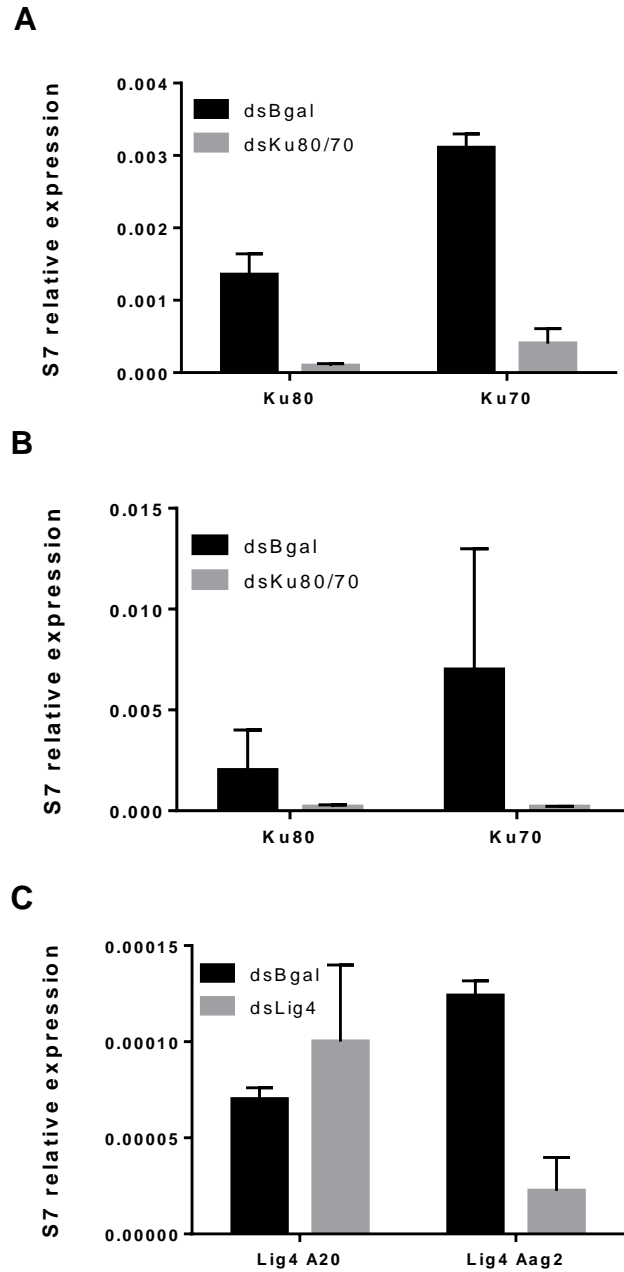 A
S7 relative expression
0.004
0.003
0.002
0.001
0.000
dsBgal
dsKu80/70
Ku80
Ku70
B
S7 relative expression
0.015
0.010
0.005
0.000
dsBgal
dsKu80/70
Ku80
Ku70
C
S7 relative expression
0.00015
0.00010
0.00005
0.00000
dsBgal
dsLig4
Lig4 A20
Lig4 Aag2